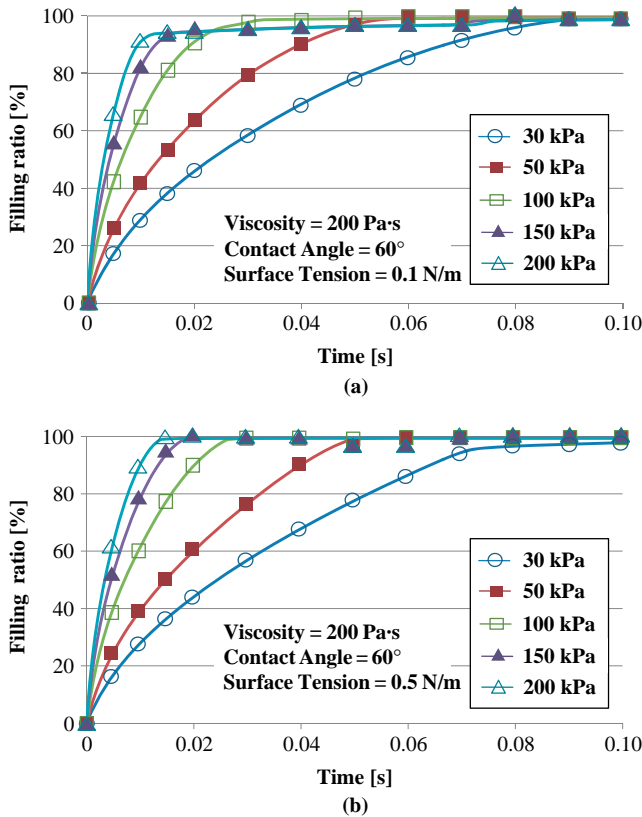 Filling ratio [%]
100
80
60
40
20
0
30 kPa
50 kPa
100 kPa
150 kPa
200 kPa
Viscosity = 200 Pa·s
Contact Angle = 60°
Surface Tension = 0.1 N/m
0 0.02 0.04 0.06 0.08 0.10
Time [s]
(a)
Filling ratio [%]
100
80
60
40
20
0
30 kPa
50 kPa
100 kPa
150 kPa
200 kPa
Viscosity = 200 Pa·s
Contact Angle = 60°
Surface Tension = 0.5 N/m
0 0.02 0.04 0.06 0.08 0.10
Time [s]
(b)